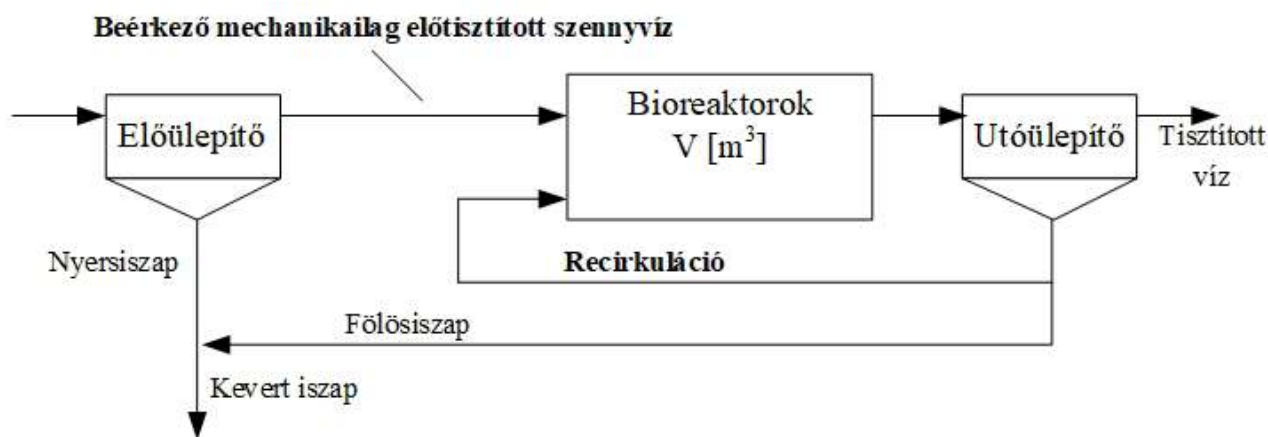 Beérkező mechanikailag előtisztított szennyvíz
Előülepítő
Bioreaktorok
V [m³]
Utóülepítő
Tisztított
víz
Nyersiszap
Recirkuláció
Fölösiszap
Kevert iszap